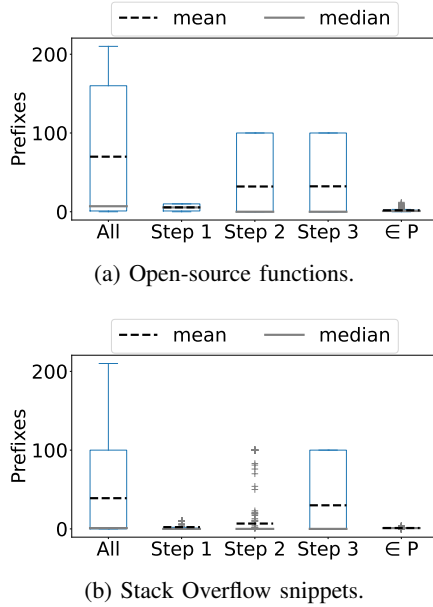 mean median
200
100
0
Prefixes
All Step 1 Step 2 Step 3 ∈ P
(a) Open-source functions.
mean median
200
100
0
Prefixes
All Step 1 Step 2 Step 3 ∈ P
(b) Stack Overflow snippets.